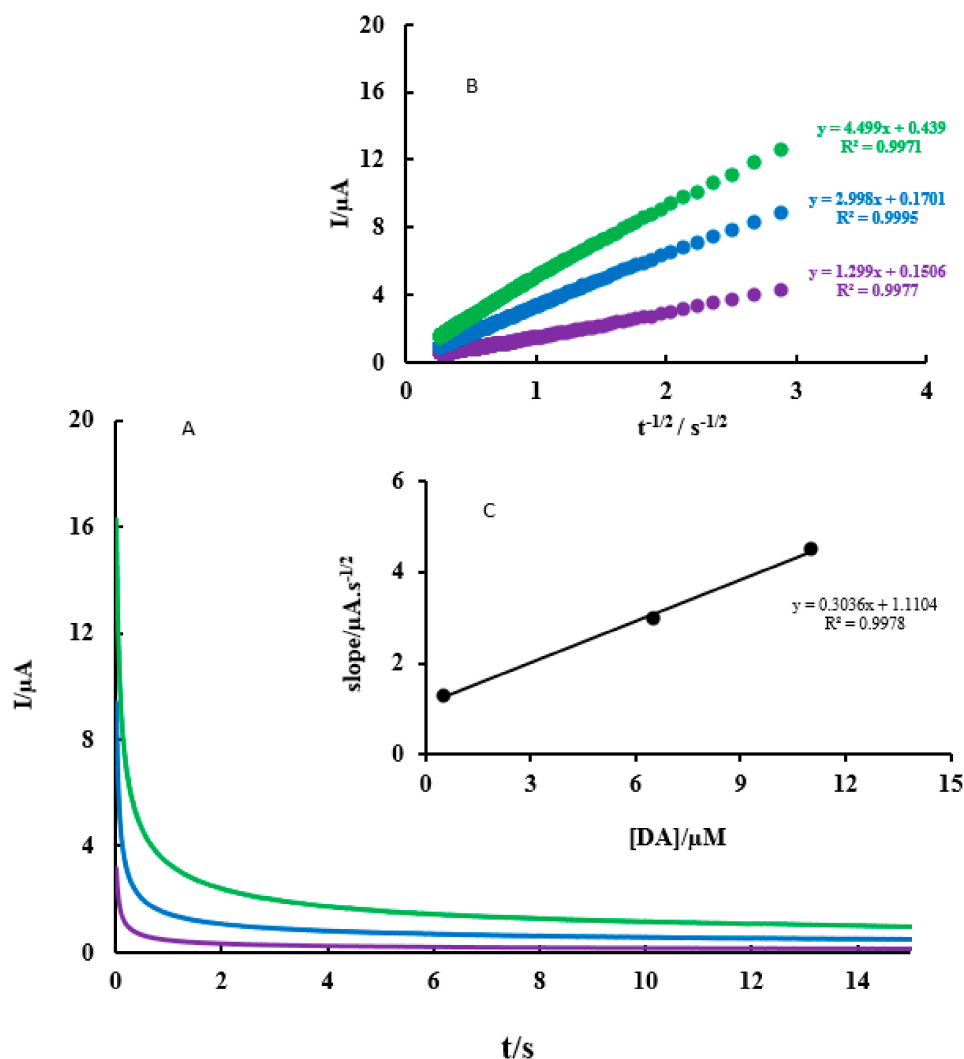 20
16
12
8
4
0
I/μA
B
y = 4.499x + 0.439
R² = 0.9971
y = 2.998x + 0.1701
R² = 0.9995
y = 1.299x + 0.1506
R² = 0.9977
0 1 2 3 4
t⁻¹/² / s⁻¹/²
20
16
12
8
4
0
I/μA
A
6
4
2
0
slope/μA.s⁻¹/²
C
y = 0.3036x + 1.1104
R² = 0.9978
0 3 6 9 12 15
[DA]/μM
0 2 4 6 8 10 12 14
t/s